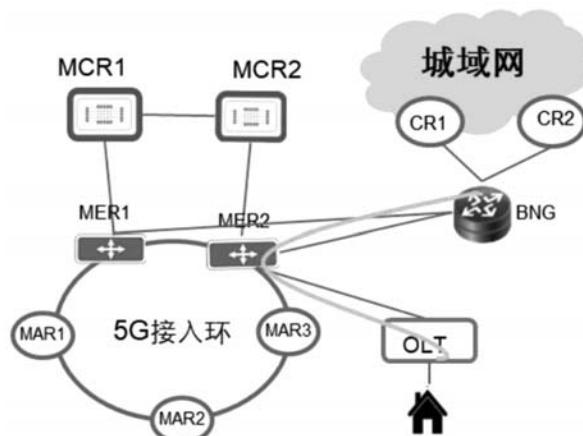 MCR1
MCR2
城域网
CR1
CR2
MER1
MER2
BNG
MAR1
5G接入环
MAR3
OLT
MAR2